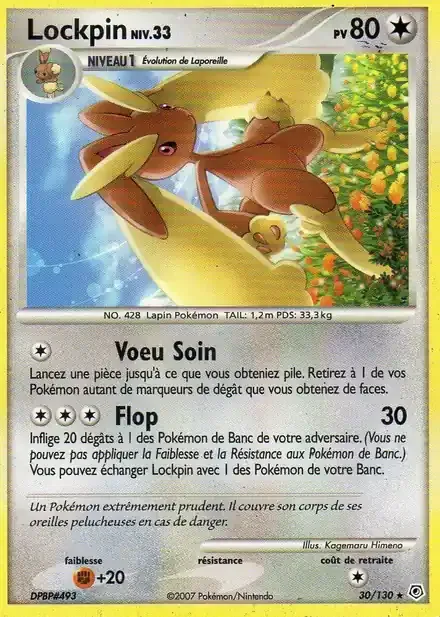 Lockpin NIV.33 PV 80
NIVEAU 1 Évolution de Laporeille
NO. 428 Lapin Pokémon TAIL: 1,2m PDS: 33,3kg
Voeu Soin
Lancez une pièce jusqu'à ce que vous obteniez pile. Retirez à 1 de vos
Pokémon autant de marqueurs de dégât que vous obtenez de faces.
Flop 30
Inflige 20 dégâts à 1 des Pokémon de Banc de votre adversaire. (Vous ne
pouvez pas appliquer la Faiblesse et la Résistance aux Pokémon de Banc.)
Vous pouvez échanger Lockpin avec 1 des Pokémon de votre Banc.
Un Pokémon extrêmement prudent. Il couvre son corps de ses
oreilles pelucheuses en cas de danger.
Illus. Kagemaru Himeno
faiblesse résistance coût de retraite
+20
DPBP#493 ©2007 Pokémon/Nintendo 30/130 ★